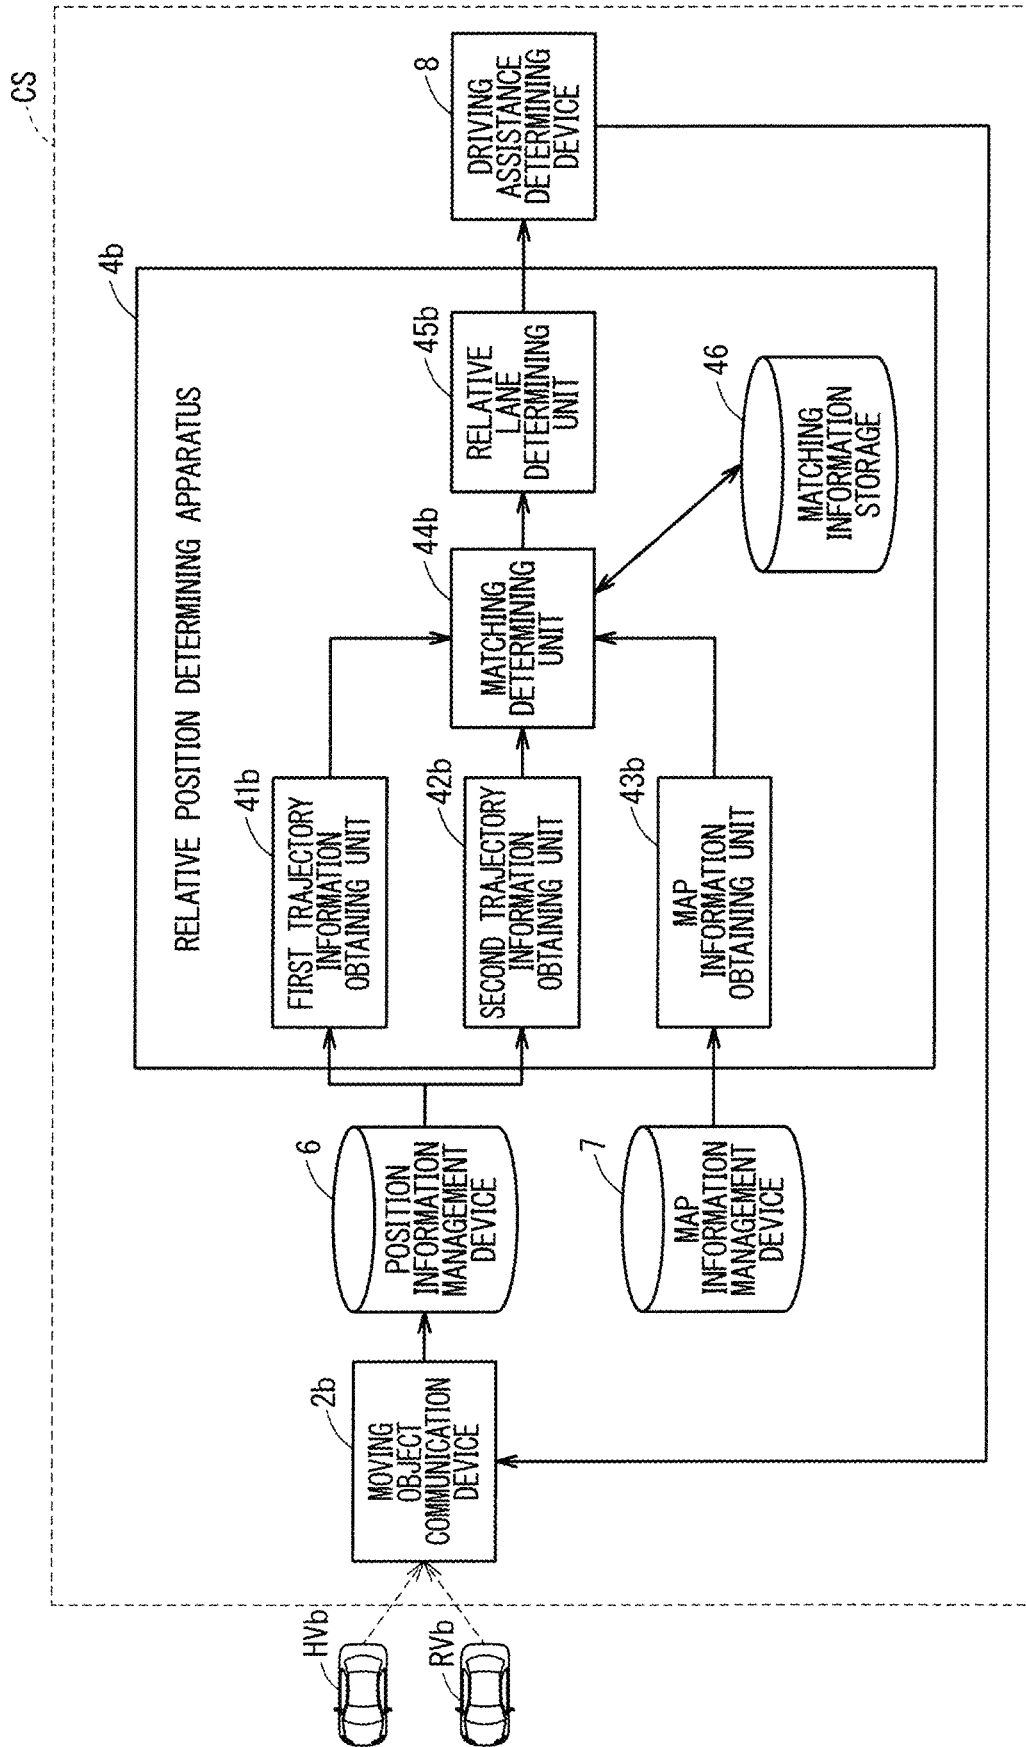 CS
4b
RELATIVE POSITION DETERMINING APPARATUS
HVb
RVb
2b
MOVING
OBJECT
COMMUNICATION
DEVICE
6
POSITION
INFORMATION
MANAGEMENT
DEVICE
7
MAP
INFORMATION
MANAGEMENT
DEVICE
41b
FIRST TRAJECTORY
INFORMATION
OBTAINING UNIT
42b
SECOND TRAJECTORY
INFORMATION
OBTAINING UNIT
43b
MAP
INFORMATION
OBTAINING UNIT
44b
MATCHING
DETERMINING
UNIT
45b
RELATIVE
LANE
DETERMINING
UNIT
46
MATCHING
INFORMATION
STORAGE
8
DRIVING
ASSISTANCE
DETERMINING
DEVICE